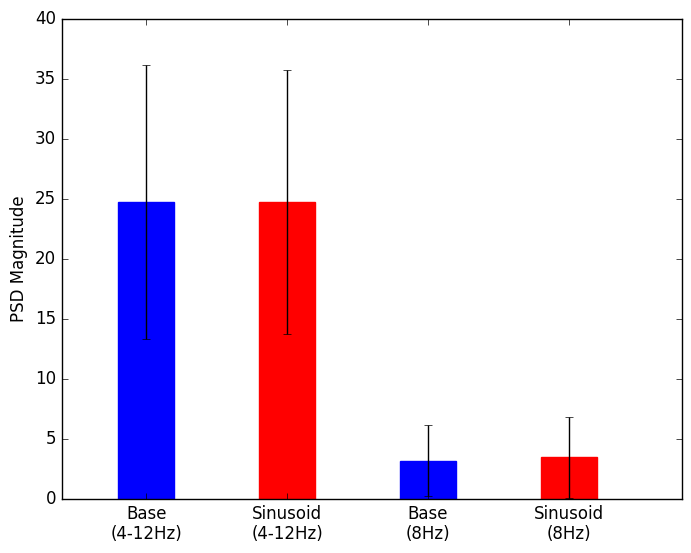 40
35
30
25
20
15
10
5
0
PSD Magnitude
Base
(4-12Hz)
Sinusoid
(4-12Hz)
Base
(8Hz)
Sinusoid
(8Hz)